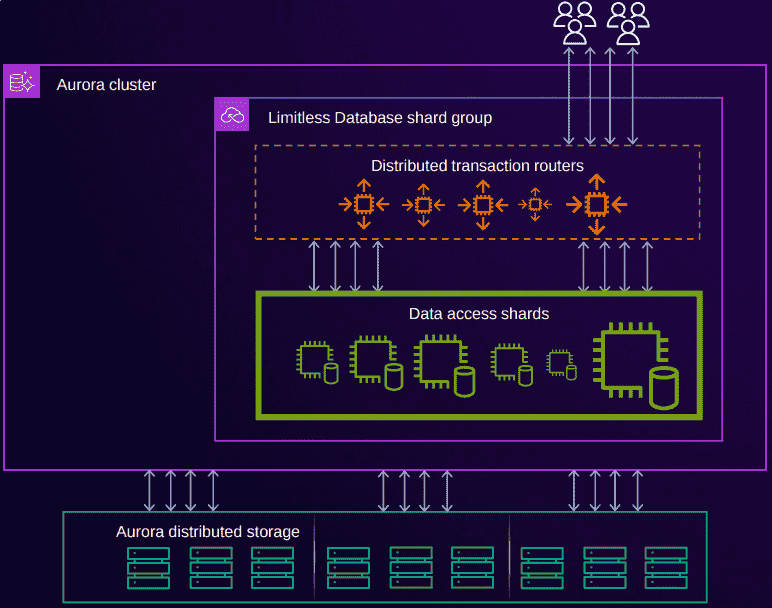 Aurora cluster
Limitless Database shard group
Distributed transaction routers
Data access shards
Aurora distributed storage